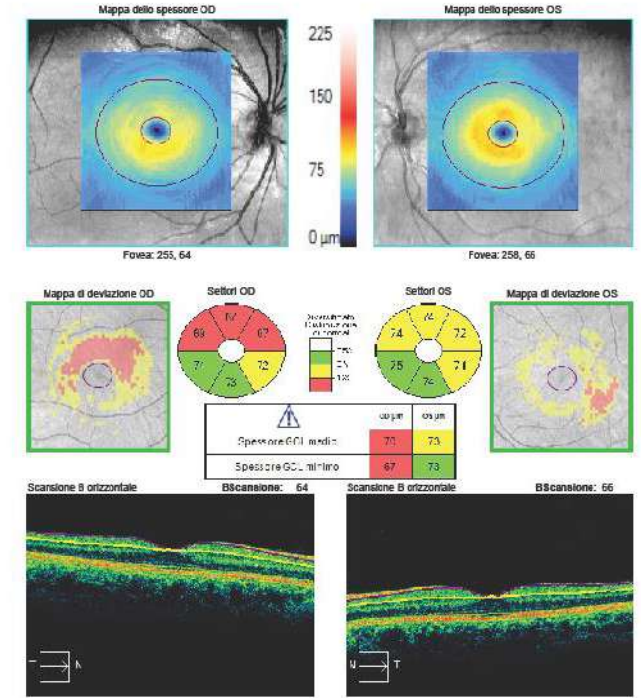 Mappa dello spessore OD
Mappa dello spessore OS
225
150
75
0 µm
Fovea: 255, 64
Fovea: 258, 66
Mappa di deviazione OD
Settori OD
Settori OS
Mappa di deviazione OS
67
69
67
71
72
73
74
74
72
75
71
74
OD µm
OS µm
Spessore GCL medio
70
73
Spessore GCL minimo
67
73
Scansione B orizzontale
BScansione: 64
Scansione B orizzontale
BScansione: 66
T N
N T